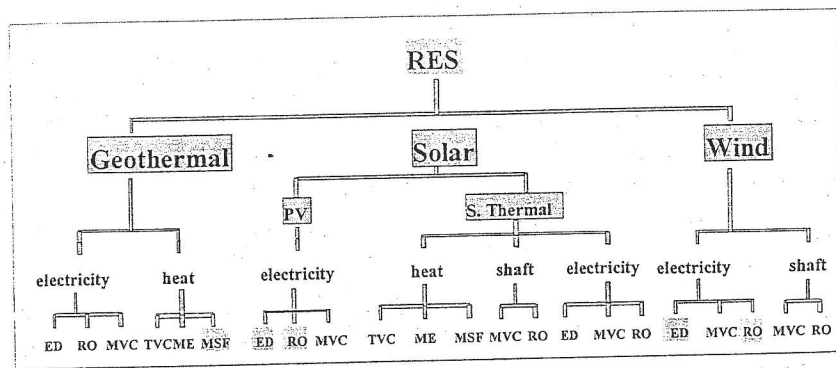 RES
Geothermal Solar Wind
PV S. Thermal
electricity heat electricity heat shaft electricity electricity shaft
ED RO MVC TVC ME MSF ED RO MVC TVC ME MSF MVC RO ED MVC RO ED MVC RO MVC RO